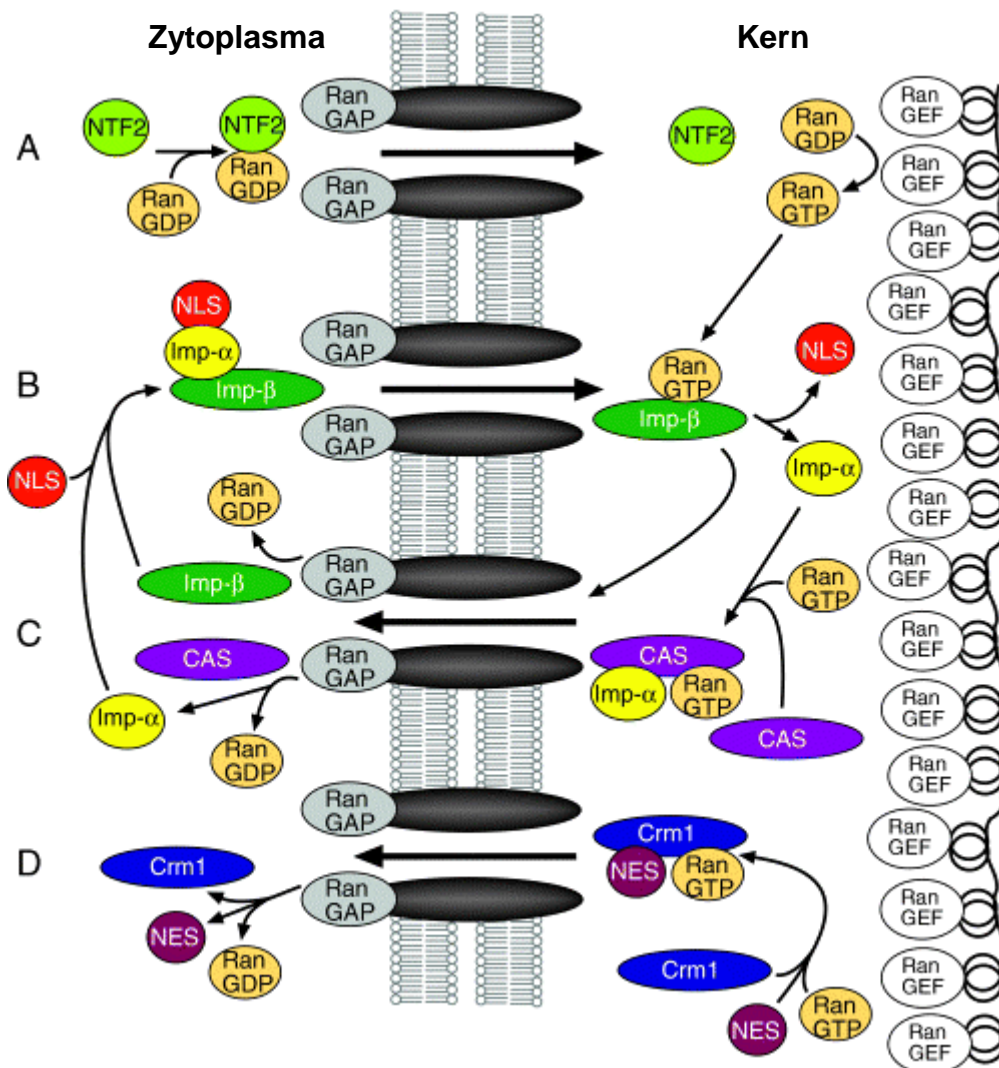 Zytoplasma
Kern
A
NTF2
Ran
GDP
NTF2
Ran
GDP
Ran
GAP
Ran
GAP
NTF2
Ran
GDP
Ran
GTP
B
NLS
NLS
Imp-α
Imp-β
Ran
GAP
Ran
GAP
Ran
GTP
Imp-β
NLS
Imp-α
C
Ran
GDP
Imp-β
Ran
GAP
CAS
Ran
GAP
Imp-α
Ran
GDP
Ran
GTP
CAS
Imp-α
Ran
GTP
CAS
D
Ran
GAP
Crm1
Ran
GAP
NES
Ran
GDP
Crm1
NES
Ran
GTP
Crm1
NES
Ran
GTP
Ran
GEF
Ran
GEF
Ran
GEF
Ran
GEF
Ran
GEF
Ran
GEF
Ran
GEF
Ran
GEF
Ran
GEF
Ran
GEF
Ran
GEF
Ran
GEF
Ran
GEF
Ran
GEF
Ran
GEF